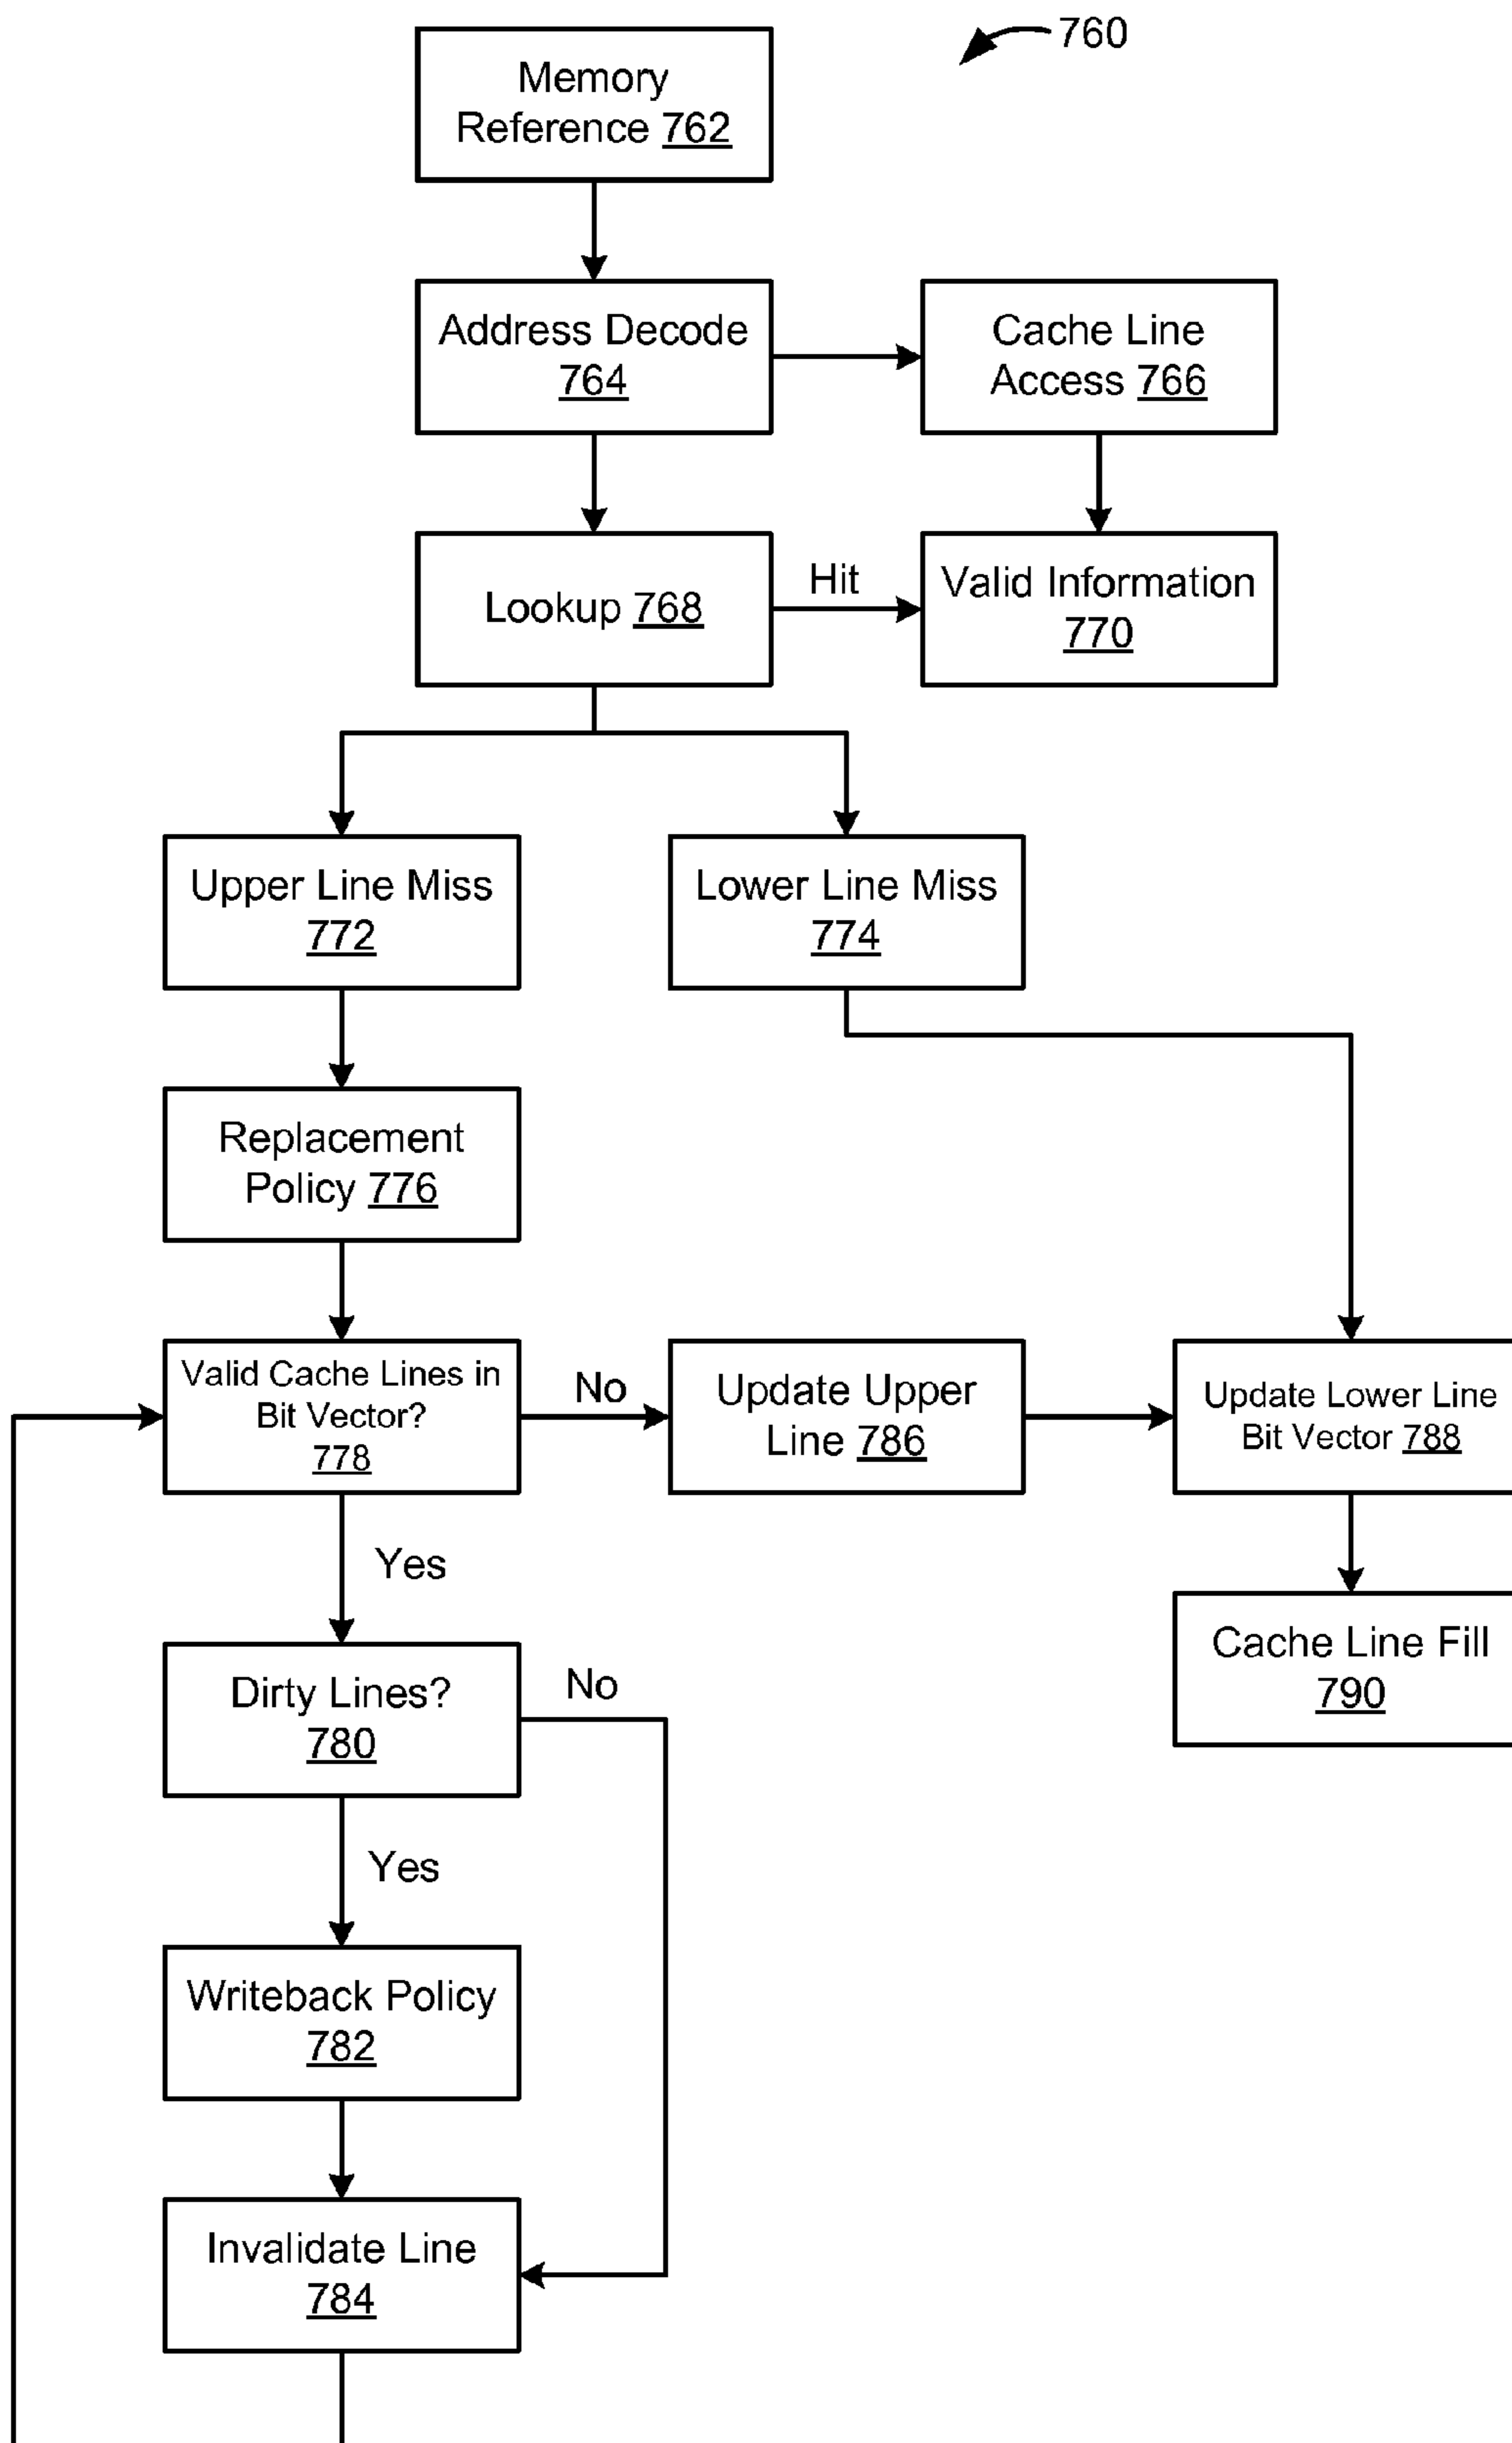 760
Memory
Reference 762
Address Decode
764
Cache Line
Access 766
Lookup 768
Hit
Valid Information
770
Upper Line Miss
772
Lower Line Miss
774
Replacement
Policy 776
Valid Cache Lines in
Bit Vector?
778
No
Update Upper
Line 786
Update Lower Line
Bit Vector 788
Yes
Dirty Lines?
780
No
Cache Line Fill
790
Yes
Writeback Policy
782
Invalidate Line
784